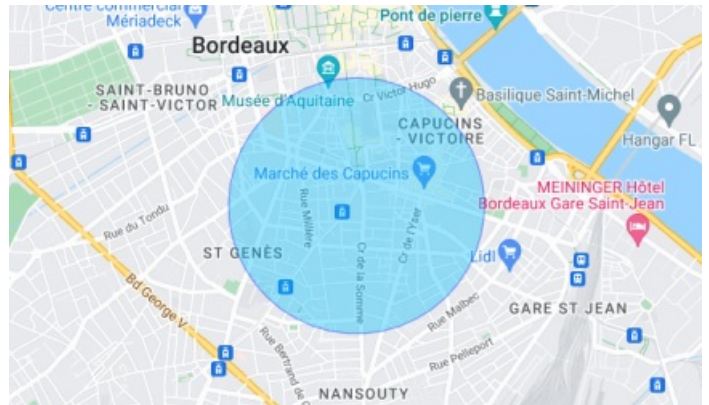 Centre commercial
Mériadeck
Pont de pierre
Bordeaux
SAINT-BRUNO
- SAINT-VICTOR
Musée d'Aquitaine
Cr Victor Hugo
Basilique Saint-Michel
CAPUCINS
- VICTOIRE
Hangar FL
Marché des Capucins
MEININGER Hôtel
Bordeaux Gare Saint-Jean
Rue Millière
Rue du Tondu
Cr de l'Yser
ST GENÈS
Cr de la Somme
Lidl
Bd George V
GARE ST JEAN
Rue Malbec
Rue Bertrand de
Rue Pelleport
NANSOUTY